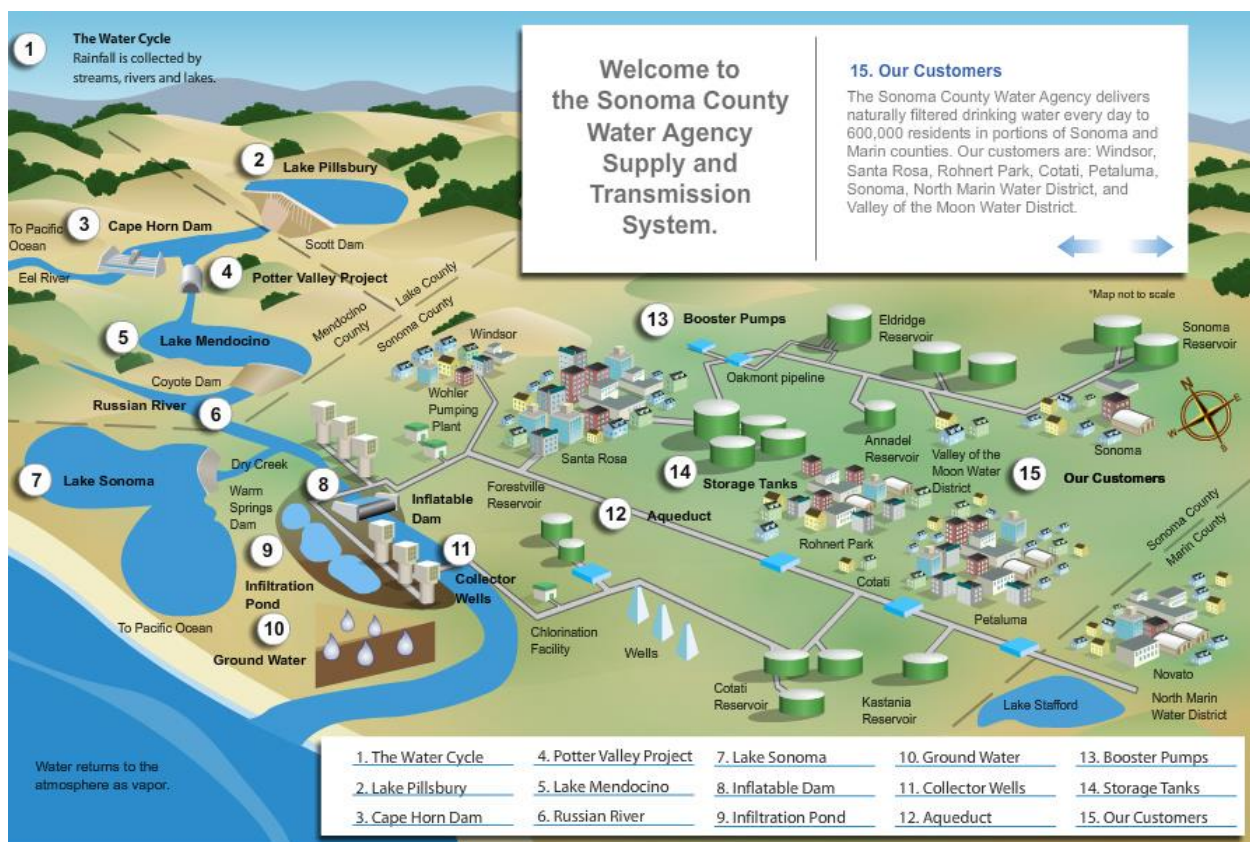 1
The Water Cycle
Rainfall is collected by
streams, rivers and lakes.
Welcome to
the Sonoma County
Water Agency
Supply and
Transmission
System.
15. Our Customers
The Sonoma County Water Agency delivers
naturally filtered drinking water every day to
600,000 residents in portions of Sonoma and
Marin counties. Our customers are: Windsor,
Santa Rosa, Rohnert Park, Cotati, Petaluma,
Sonoma, North Marin Water District, and
Valley of the Moon Water District.
*Map not to scale
2
Lake Pillsbury
Scott Dam
3
Cape Horn Dam
To Pacific
Ocean
Eel River
4
Potter Valley Project
Lake County
Mendocino
County
Sonoma County
5
Lake Mendocino
Coyote Dam
Russian River
6
Windsor
Wohler
Pumping
Plant
13
Booster Pumps
Oakmont pipeline
Eldridge
Reservoir
Sonoma
Reservoir
N
E
S
W
7
Lake Sonoma
Dry Creek
Warm
Springs
Dam
8
Inflatable
Dam
Santa Rosa
Forestville
Reservoir
14
Storage Tanks
Annadel
Reservoir
Valley of the
Moon Water
District
Sonoma
15
Our Customers
12
Aqueduct
Rohnert Park
Cotati
Petaluma
Sonoma County
Marin County
9
Infiltration
Pond
11
Collector
Wells
10
Ground Water
To Pacific Ocean
Chlorination
Facility
Wells
Cotati
Reservoir
Kastania
Reservoir
Lake Stafford
Novato
North Marin
Water District
Water returns to the
atmosphere as vapor.
1. The Water Cycle
2. Lake Pillsbury
3. Cape Horn Dam
4. Potter Valley Project
5. Lake Mendocino
6. Russian River
7. Lake Sonoma
8. Inflatable Dam
9. Infiltration Pond
10. Ground Water
11. Collector Wells
12. Aqueduct
13. Booster Pumps
14. Storage Tanks
15. Our Customers